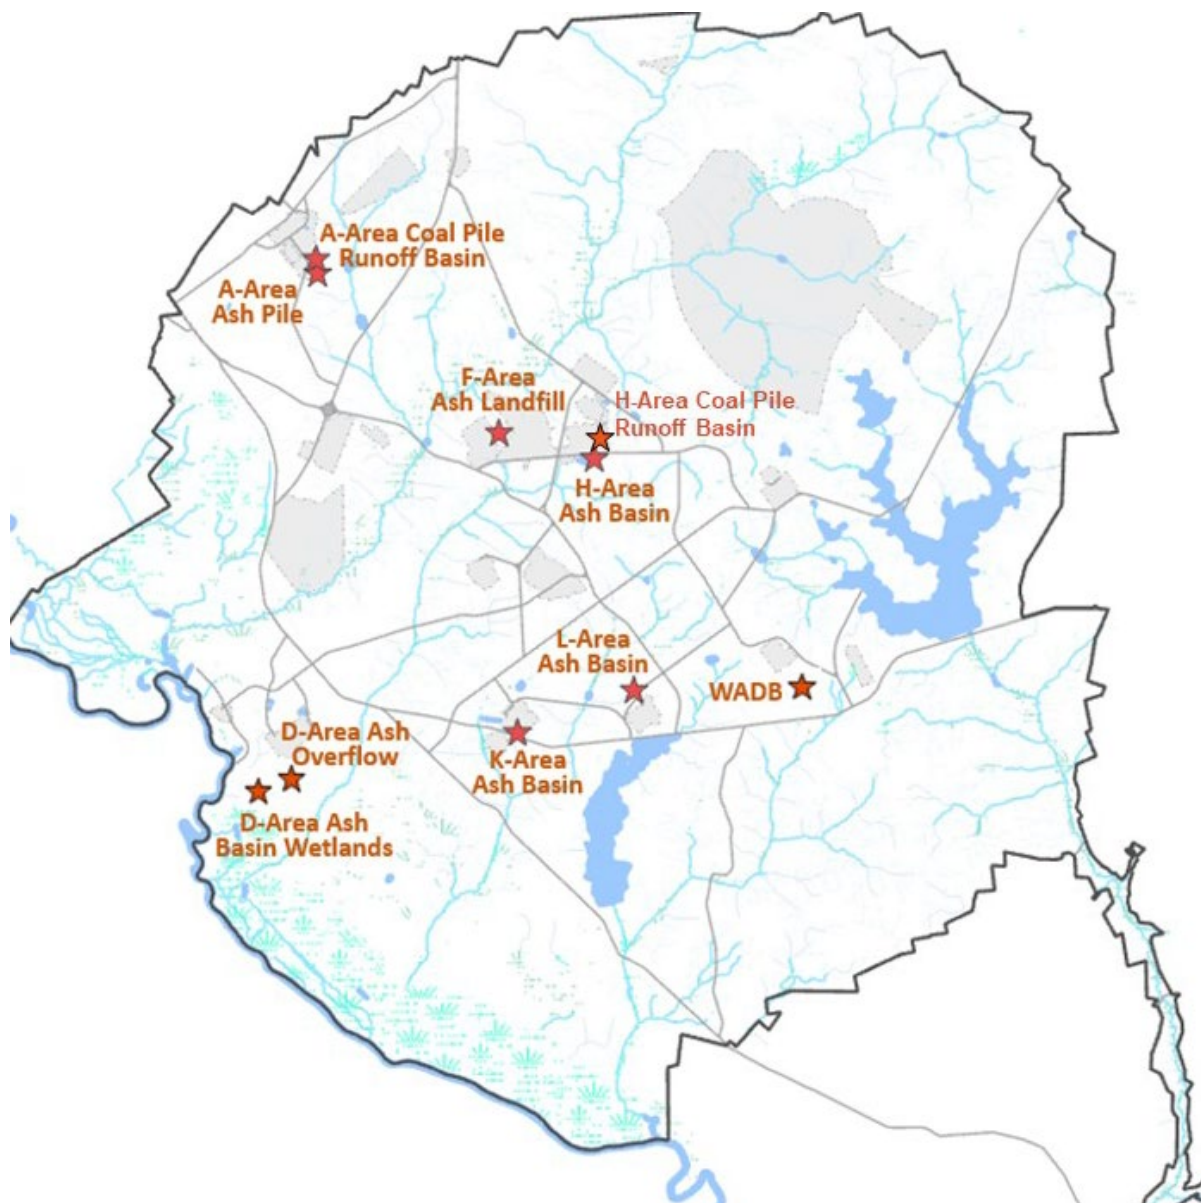 A-Area Coal Pile
Runoff Basin
A-Area
Ash Pile
F-Area
Ash Landfill
H-Area Coal Pile
Runoff Basin
H-Area
Ash Basin
L-Area
Ash Basin
WADB
D-Area Ash
Overflow
K-Area
Ash Basin
D-Area Ash
Basin Wetlands